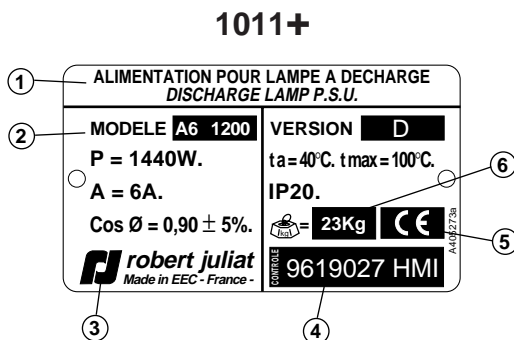 1011+
1
ALIMENTATION POUR LAMPE A DECHARGE
DISCHARGE LAMP P.S.U.
2
MODELE A6 1200
P = 1440W.
A = 6A.
Cos Ø = 0,90 ± 5%.
robert juliat
Made in EEC - France -
3
VERSION D
ta = 40°C. t max = 100°C.
IP20.
1kg = 23Kg CE
6
5
A405273a
CONTROLE 9619027 HMI
4